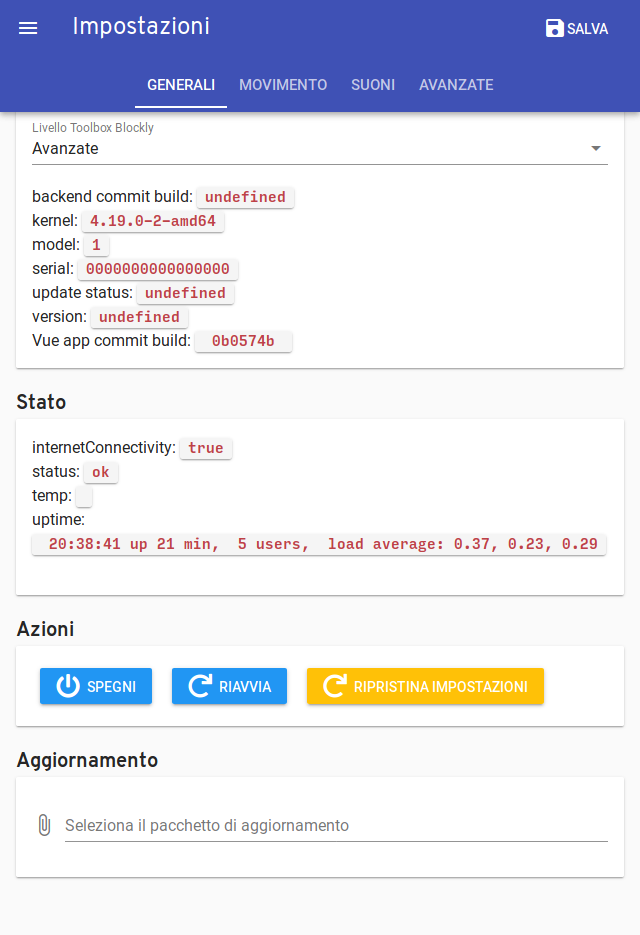 Impostazioni
SALVA
GENERALI MOVIMENTO SUONI AVANZATE
Livello Toolbox Blockly
Avanzate
backend commit build: undefined
kernel: 4.19.0-2-amd64
model: 1
serial: 0000000000000000
update status: undefined
version: undefined
Vue app commit build: 0b0574b
Stato
internetConnectivity: true
status: ok
temp:
uptime:
20:38:41 up 21 min,  5 users,  load average: 0.37, 0.23, 0.29
Azioni
SPEGNI RIAVVIA RIPRISTINA IMPOSTAZIONI
Aggiornamento
Seleziona il pacchetto di aggiornamento